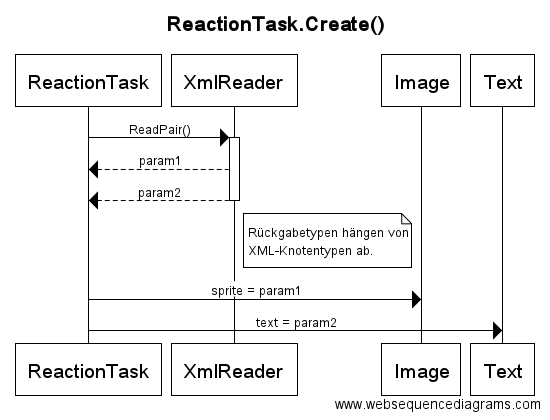 ReactionTask.Create()
ReactionTask XmlReader Image Text
ReadPair()
param1
param2
Rückgabetypen hängen von
XML-Knotentypen ab.
sprite = param1
text = param2
ReactionTask XmlReader Image Text
www.websequencediagrams.com